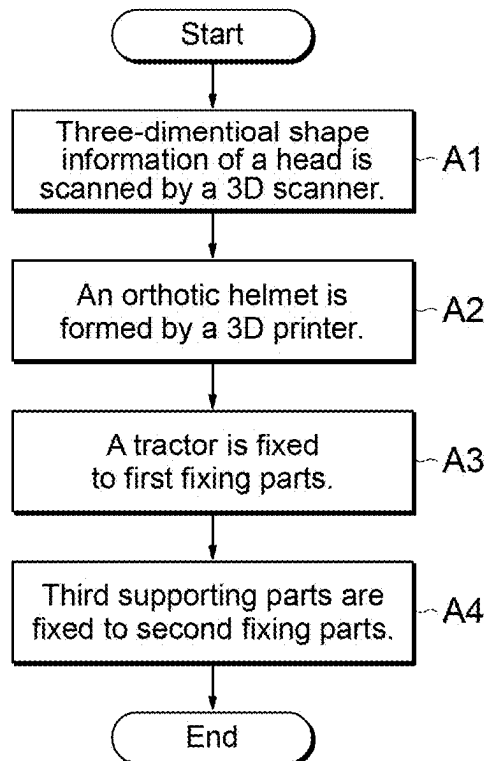 Start
Three-dimentioal shape
information of a head is
scanned by a 3D scanner.
A1
An orthotic helmet is
formed by a 3D printer.
A2
A tractor is fixed
to first fixing parts.
A3
Third supporting parts are
fixed to second fixing parts.
A4
End